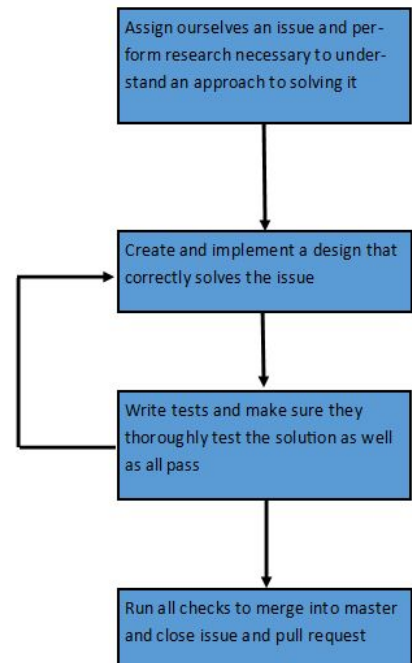 Assign ourselves an issue and per-
form research necessary to under-
stand an approach to solving it
Create and implement a design that
correctly solves the issue
Write tests and make sure they
thoroughly test the solution as well
as all pass
Run all checks to merge into master
and close issue and pull request